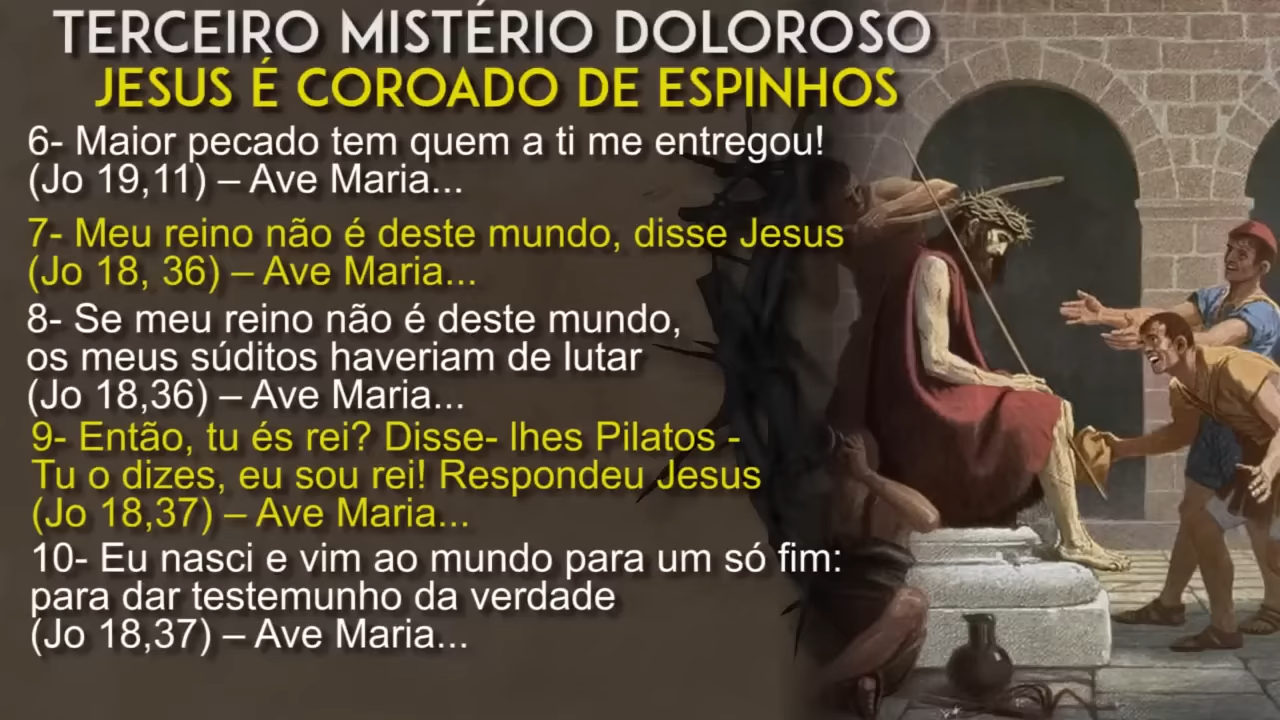 TERCEIRO MISTÉRIO DOLOROSO
JESUS É COROADO DE ESPINHOS
6- Maior pecado tem quem a ti me entregou!
(Jo 19,11) – Ave Maria...
7- Meu reino não é deste mundo, disse Jesus
(Jo 18, 36) – Ave Maria...
8- Se meu reino não é deste mundo,
os meus súditos haveriam de lutar
(Jo 18,36) – Ave Maria...
9- Então, tu és rei? Disse- lhes Pilatos -
Tu o dizes, eu sou rei! Respondeu Jesus
(Jo 18,37) – Ave Maria...
10- Eu nasci e vim ao mundo para um só fim:
para dar testemunho da verdade
(Jo 18,37) – Ave Maria...